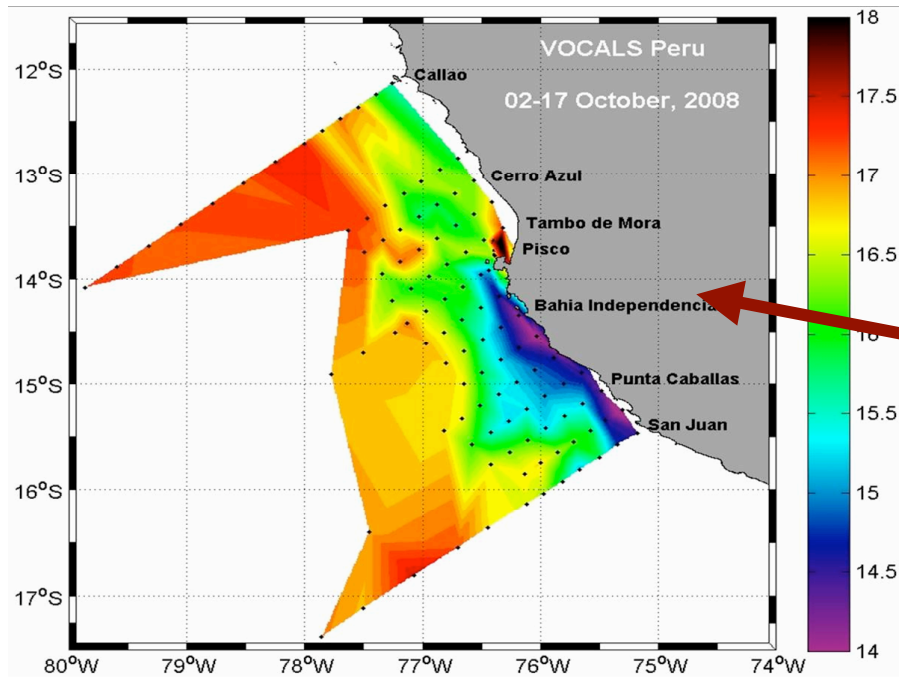 VOCALS Peru
02-17 October, 2008
Callao
Cerro Azul
Tambo de Mora
Pisco
Bahia Independencia
Punta Caballas
San Juan
12°S
13°S
14°S
15°S
16°S
17°S
80°W 79°W 78°W 77°W 76°W 75°W 74°W
18
17.5
17
16.5
16
15.5
15
14.5
14